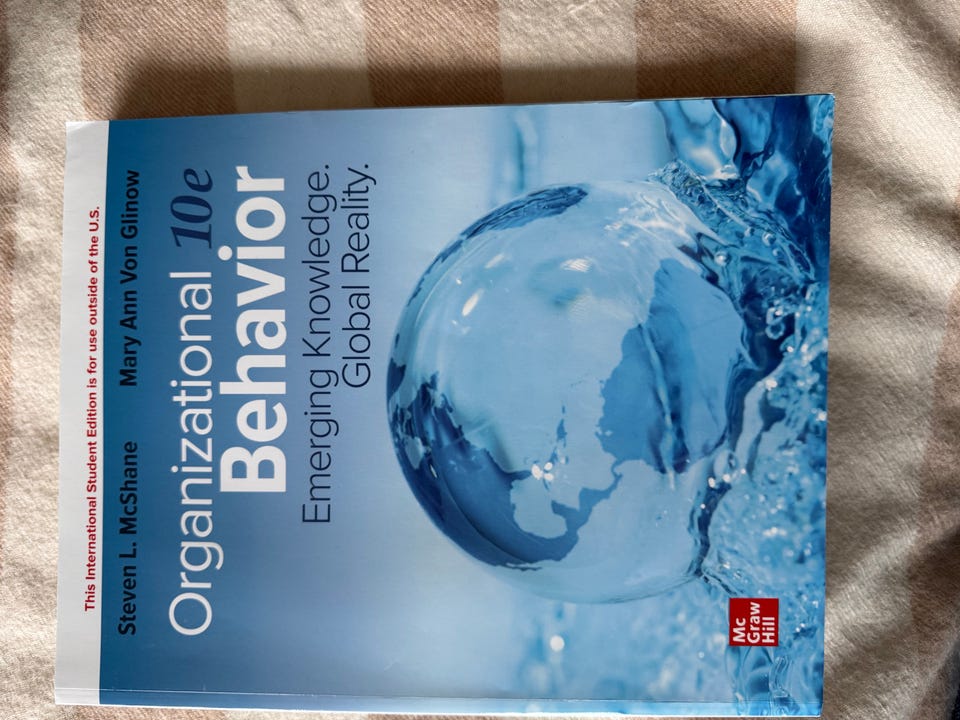 This International Student Edition is for use outside of the U.S.
Steven L. McShane Mary Ann Von Glinow
Organizational 10e
Behavior
Emerging Knowledge.
Global Reality.
Mc
Graw
Hill